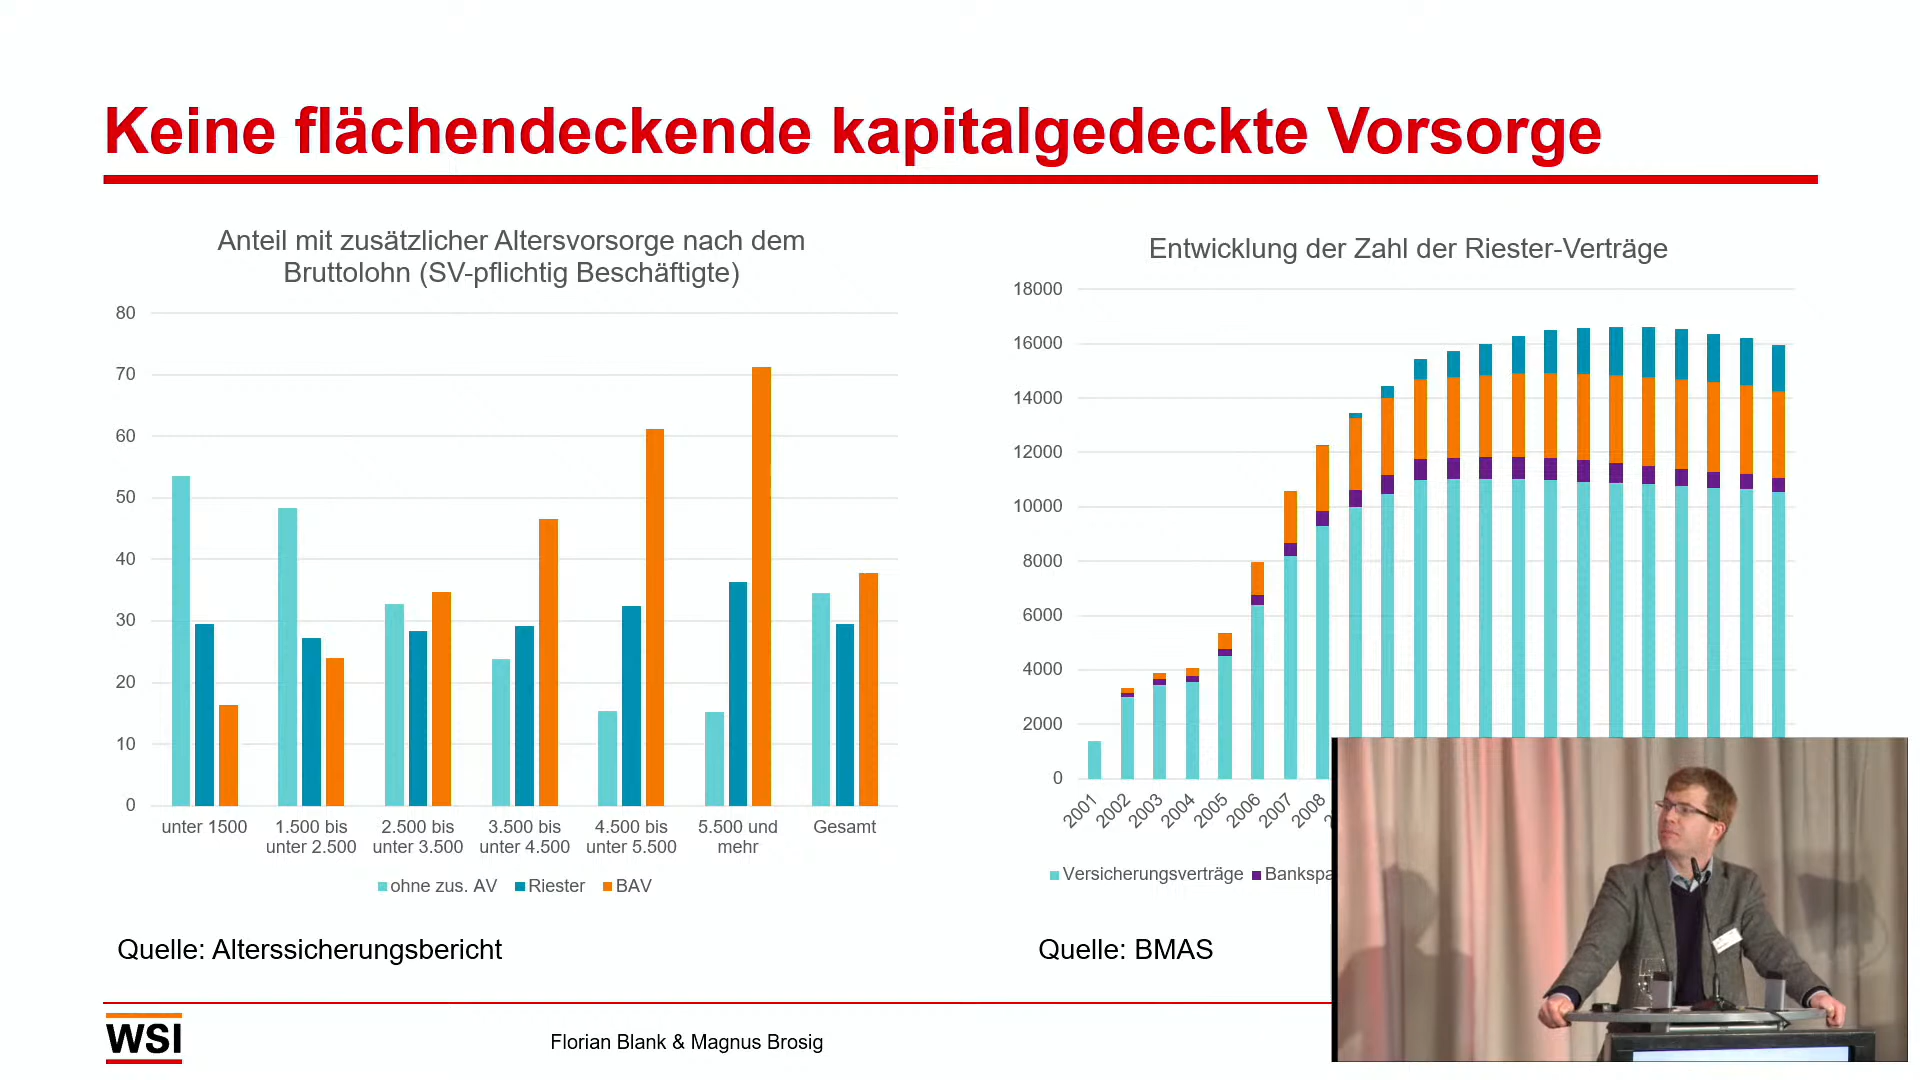 Keine flächendeckende kapitalgedeckte Vorsorge
Anteil mit zusätzlicher Altersvorsorge nach dem
Bruttolohn (SV-pflichtig Beschäftigte)
80
70
60
50
40
30
20
10
0
unter 1500
1.500 bis
unter 2.500
2.500 bis
unter 3.500
3.500 bis
unter 4.500
4.500 bis
unter 5.500
5.500 und
mehr
Gesamt
ohne zus. AV Riester BAV
Quelle: Alterssicherungsbericht
Entwicklung der Zahl der Riester-Verträge
18000
16000
14000
12000
10000
8000
6000
4000
2000
0
2001 2002 2003 2004 2005 2006 2007 2008
Versicherungsverträge
Quelle: BMAS
WSI
Florian Blank & Magnus Brosig